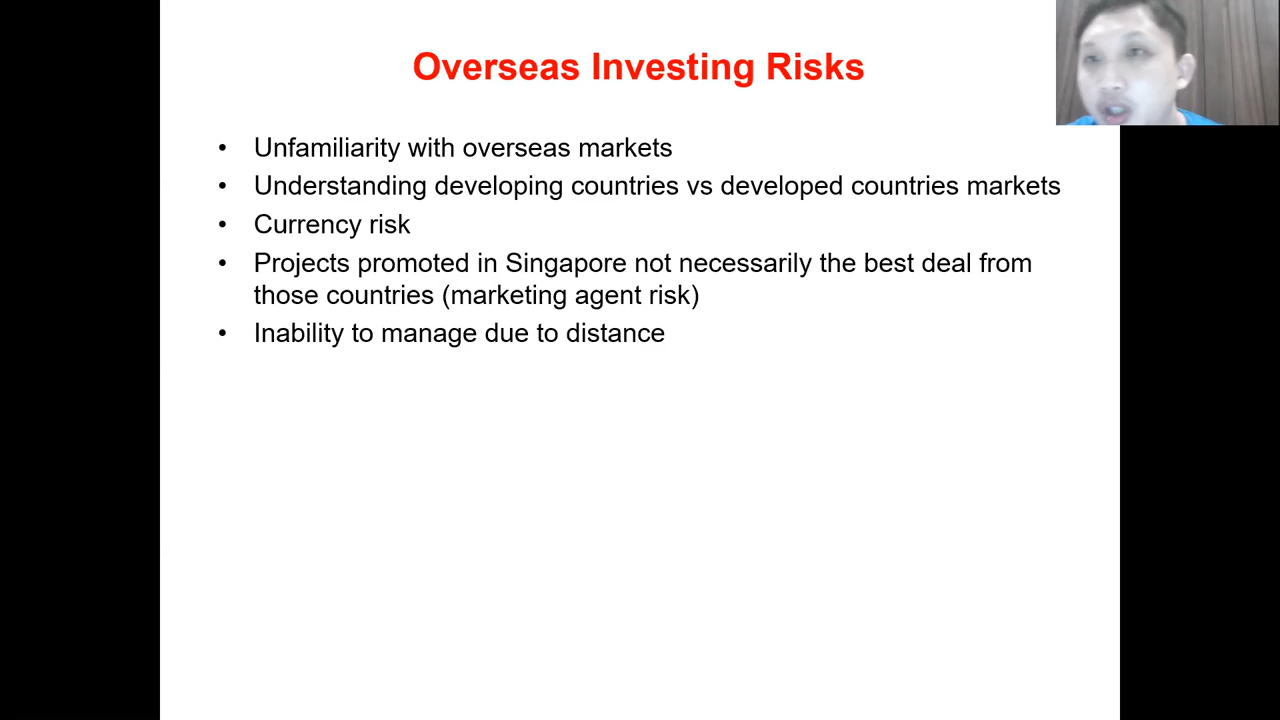 Overseas Investing Risks
• Unfamiliarity with overseas markets
• Understanding developing countries vs developed countries markets
• Currency risk
• Projects promoted in Singapore not necessarily the best deal from
those countries (marketing agent risk)
• Inability to manage due to distance